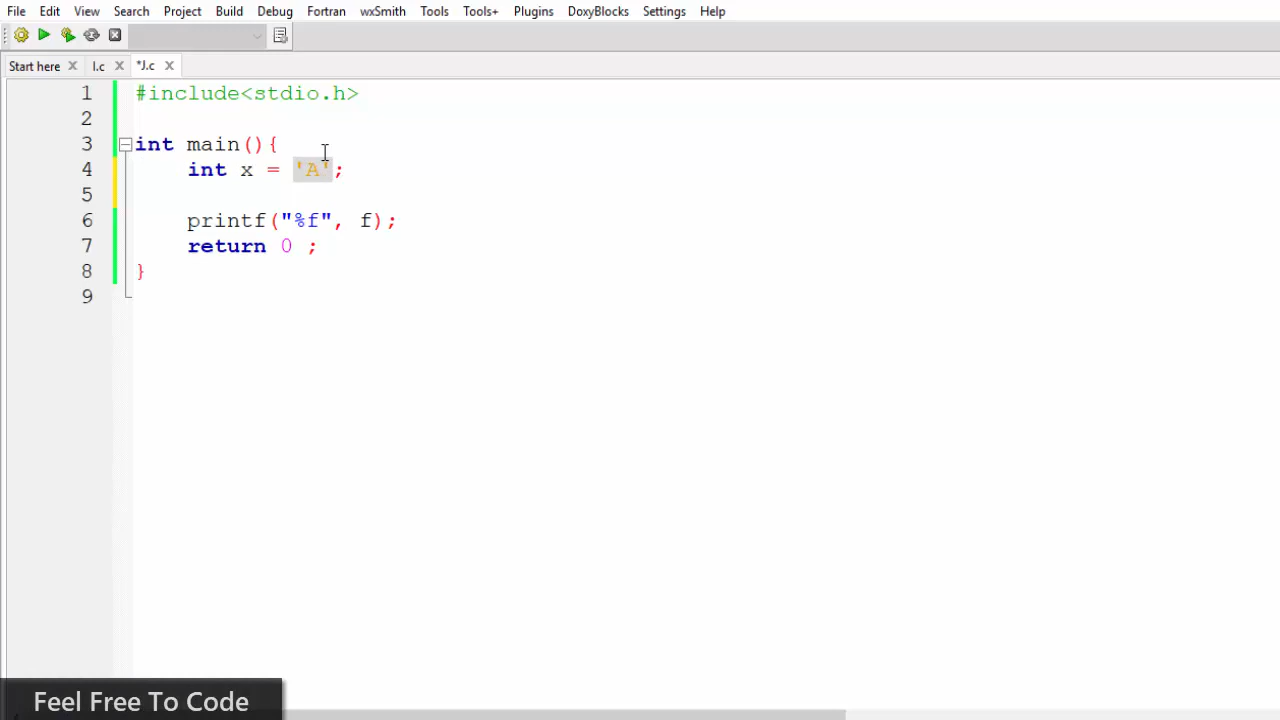 File Edit View Search Project Build Debug Fortran wxSmith Tools Tools+ Plugins DoxyBlocks Settings Help
Start here I.c *J.c
1 #include<stdio.h>
2
3 int main(){
4 int x = 'A';
5
6 printf("%f", f);
7 return 0 ;
8 }
9
Feel Free To Code